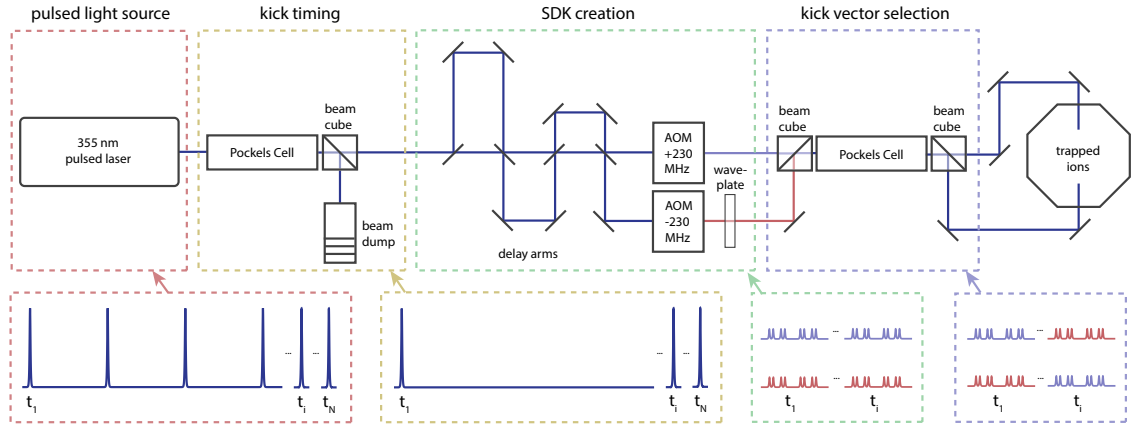 pulsed light source
kick timing
SDK creation
kick vector selection
355 nm
pulsed laser
Pockels Cell
beam
cube
beam
dump
delay arms
AOM
+230
MHz
AOM
-230
MHz
wave-
plate
beam
cube
Pockels Cell
beam
cube
trapped
ions
... ...
t1 ti tN
... ...
t1 ti tN
...
...
t1 ti
...
...
t1 ti